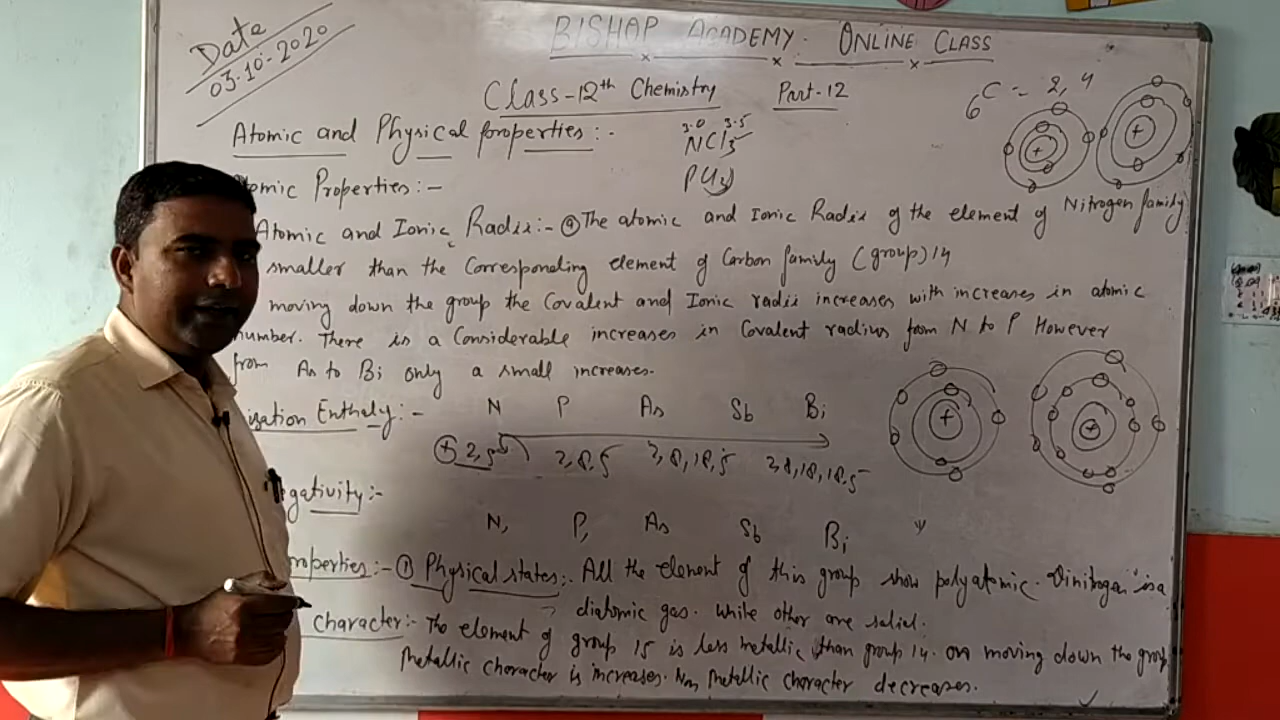 Date
03-10-2020
BISHAP ACADEMY. ONLINE CLASS
Class-12th Chemistry Part-12
6C - 2, 4
Atomic and Physical properties:-
3.0 3.5
NCl3
PCl3
tomic Properties:-
Atomic and Ionic Radii:- ⓐ The atomic and Ionic Radii of the element of Nitrogen family
smaller than the Corresponding element of Carbon family (group) 14
moving down the group the Covalent and Ionic radii increases with increases in atomic
number. There is a Considerable increases in Covalent radius from N to P However
from As to Bi only a small increases.
isation Enthaly:- N P As Sb Bi
+ 2,5 2,8,5 2,8,18,5 2,8,18,18,5
egativity:-
N, P, As Sb Bi
roperties:- ① Physical states:. All the element of this group show polyatomic. Dinitrogen is a
diatomic gas. while other are solid.
character:- The element of group 15 is less metallic than group 14. on moving down the group
Metallic character is increases. Non Metallic character decreases.